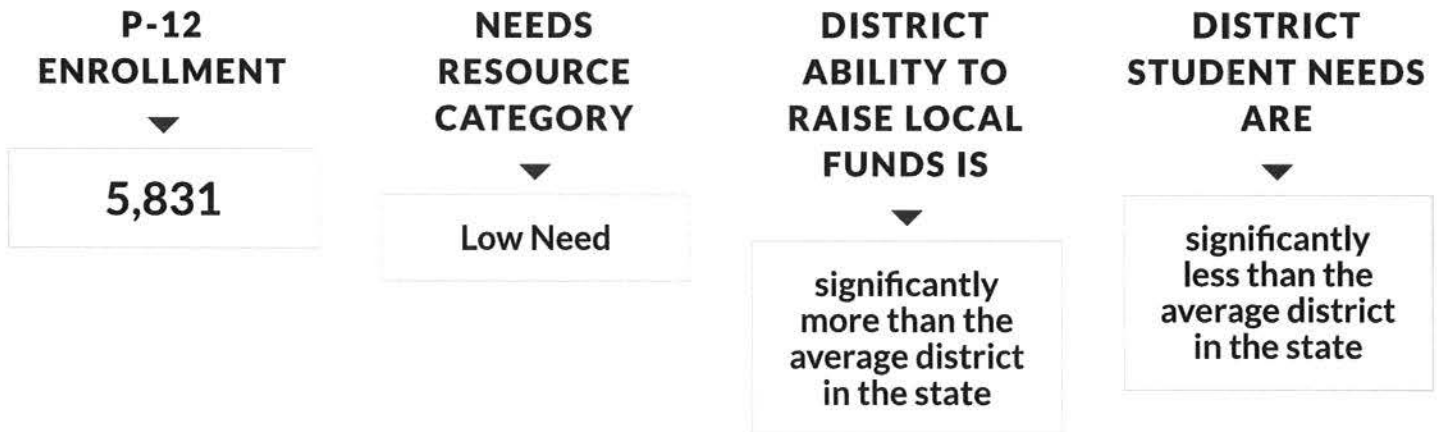 P-12
ENROLLMENT
5,831
NEEDS
RESOURCE
CATEGORY
Low Need
DISTRICT
ABILITY TO
RAISE LOCAL
FUNDS IS
significantly
more than the
average district
in the state
DISTRICT
STUDENT NEEDS
ARE
significantly
less than the
average district
in the state